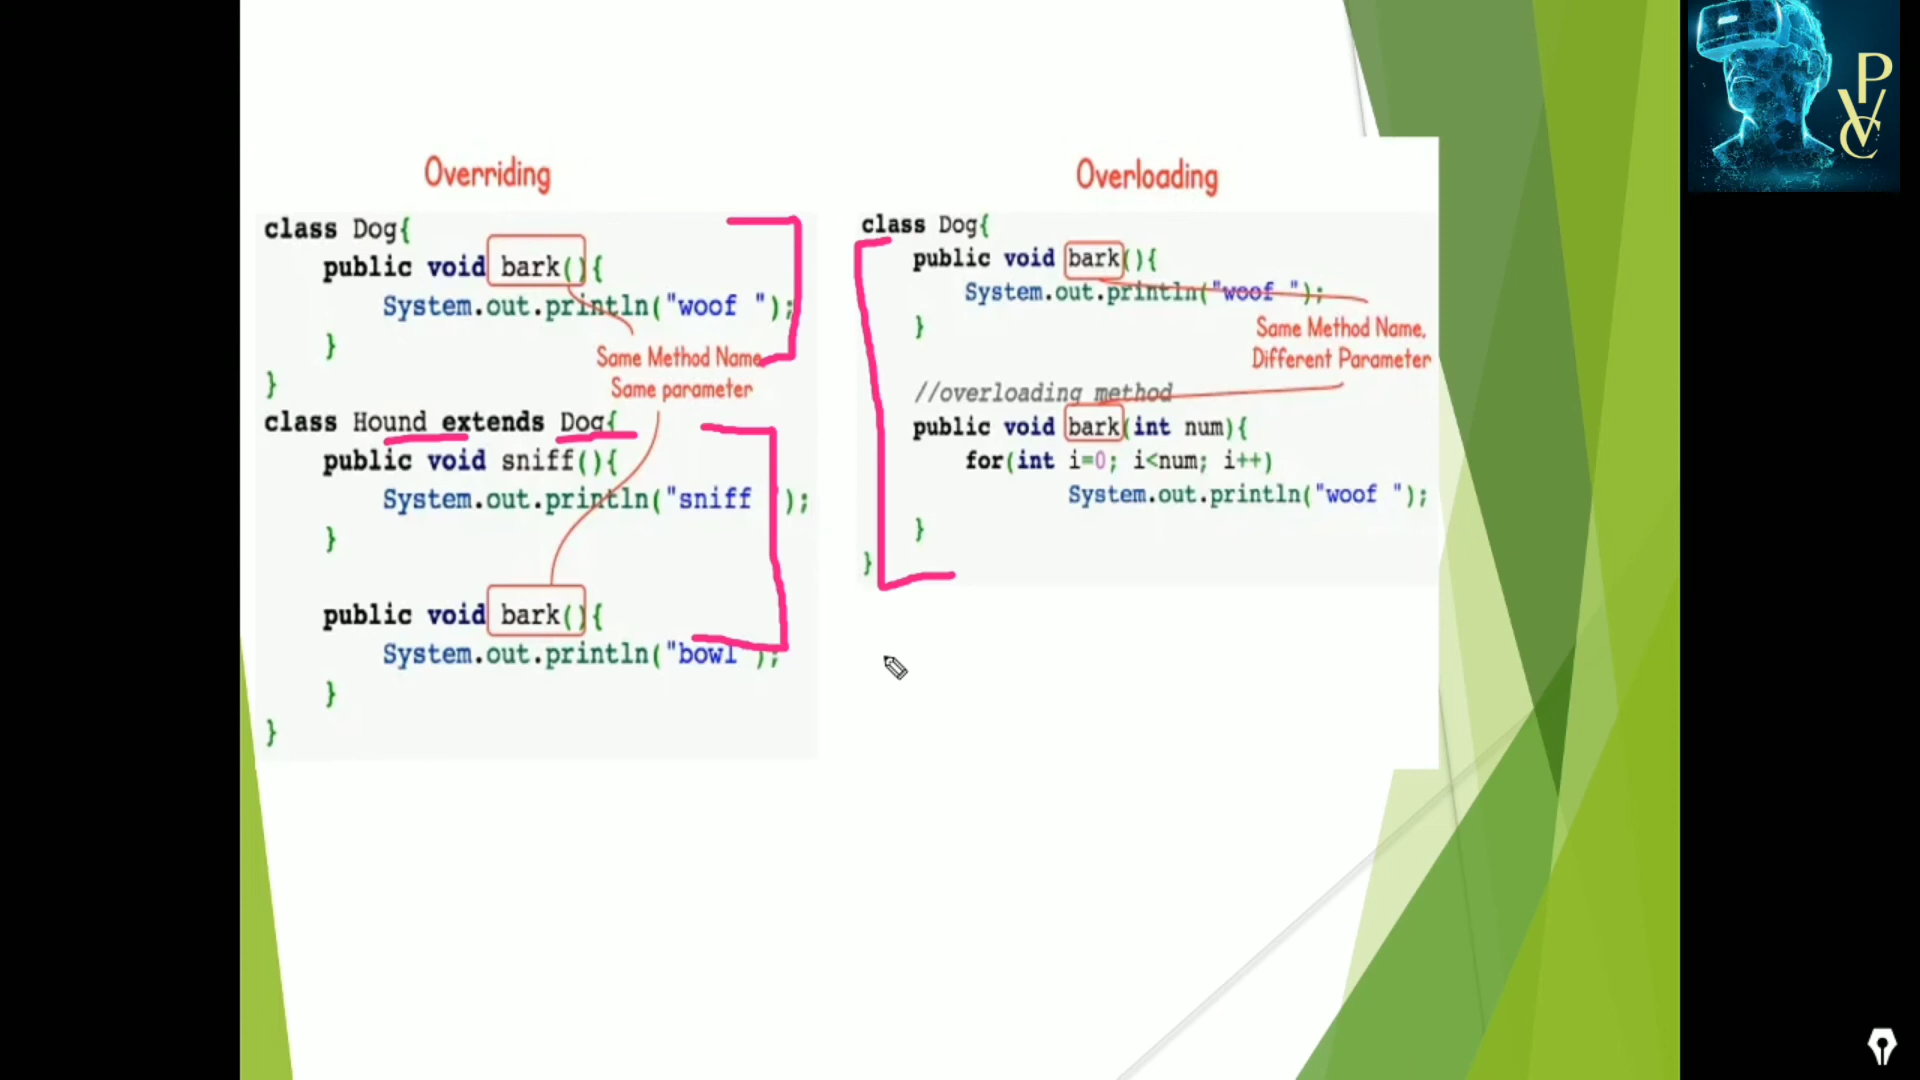 Overriding
class Dog{
public void bark(){
System.out.println("woof ");
}
Same Method Name
Same parameter
}
class Hound extends Dog{
public void sniff(){
System.out.println("sniff ");
}
public void bark(){
System.out.println("bowl ");
}
}
Overloading
class Dog{
public void bark(){
System.out.println("woof ");
}
Same Method Name,
Different Parameter
//overloading method
public void bark(int num){
for(int i=0; i<num; i++)
System.out.println("woof ");
}
}
P
V
C